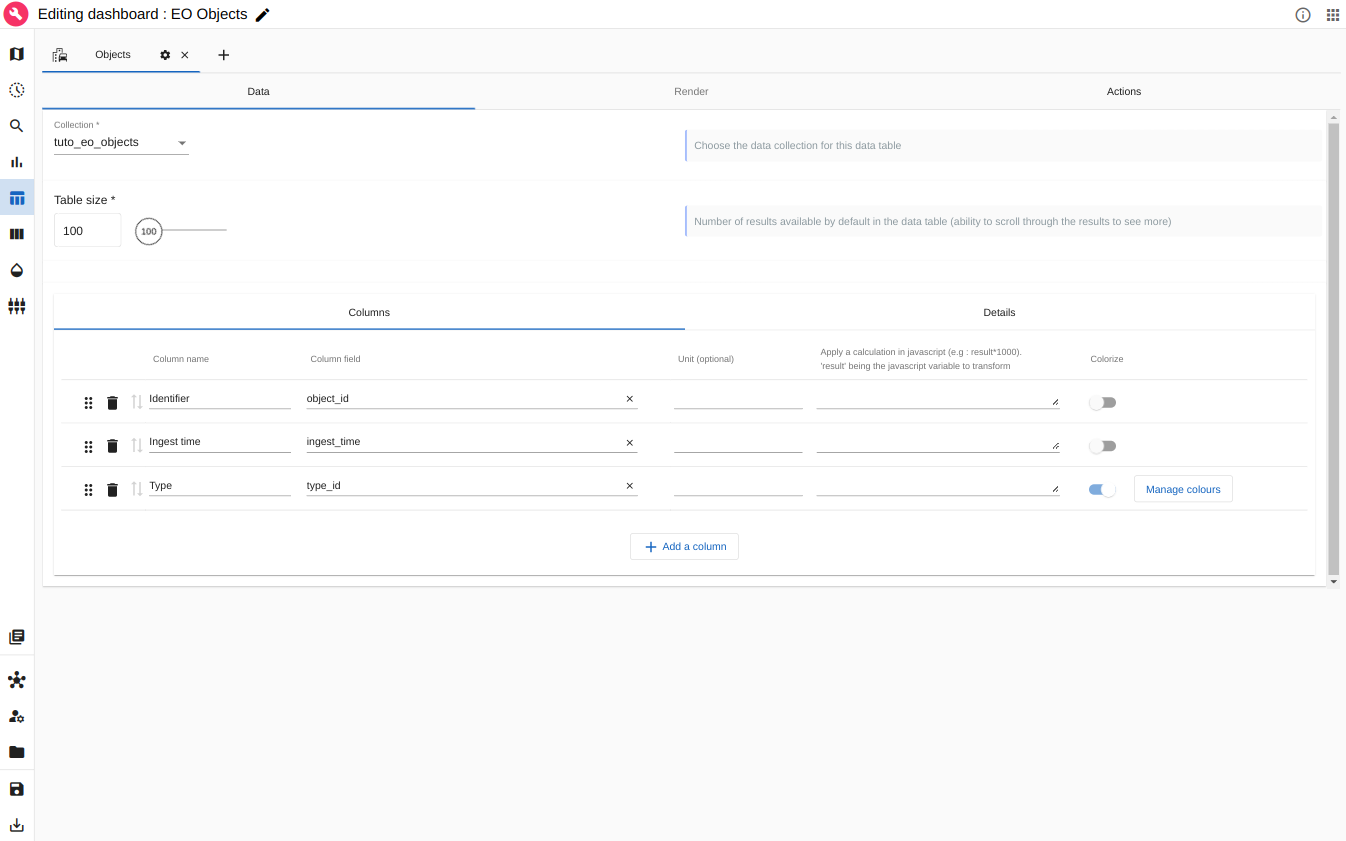 Editing dashboard : EO Objects
Objects
Data
Render
Actions
Collection *
tuto_eo_objects
Choose the data collection for this data table
Table size *
100
100
Number of results available by default in the data table (ability to scroll through the results to see more)
Columns
Details
Column name
Column field
Unit (optional)
Apply a calculation in javascript (e.g : result*1000).
'result' being the javascript variable to transform
Colorize
Identifier
object_id
Ingest time
ingest_time
Type
type_id
Manage colours
Add a column